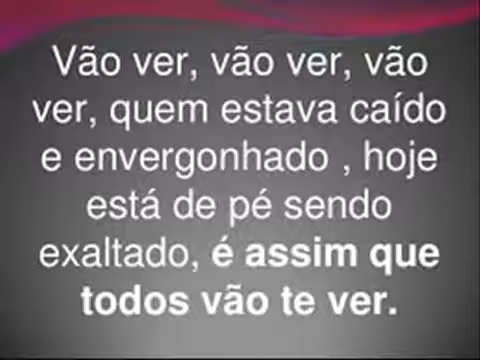 Vão ver, vão ver, vão
ver, quem estava caído
e envergonhado , hoje
está de pé sendo
exaltado, é assim que
todos vão te ver.